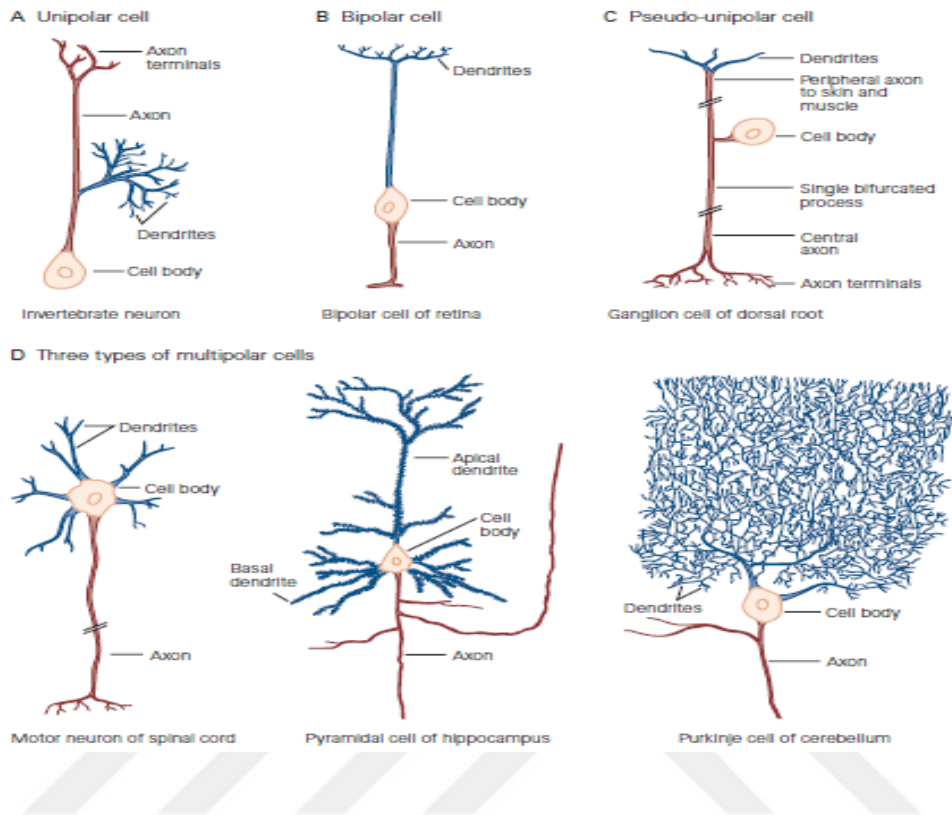 A Unipolar cell
Axon
terminals
Axon
Dendrites
Cell body
Invertebrate neuron
B Bipolar cell
Dendrites
Cell body
Axon
Bipolar cell of retina
C Pseudo-unipolar cell
Dendrites
Peripheral axon
to skin and
muscle
Cell body
Single bifurcated
process
Central
axon
Axon terminals
Ganglion cell of dorsal root
D Three types of multipolar cells
Dendrites
Cell body
Axon
Motor neuron of spinal cord
Apical
dendrite
Cell
body
Basal
dendrite
Axon
Pyramidal cell of hippocampus
Dendrites
Cell body
Axon
Purkinje cell of cerebellum